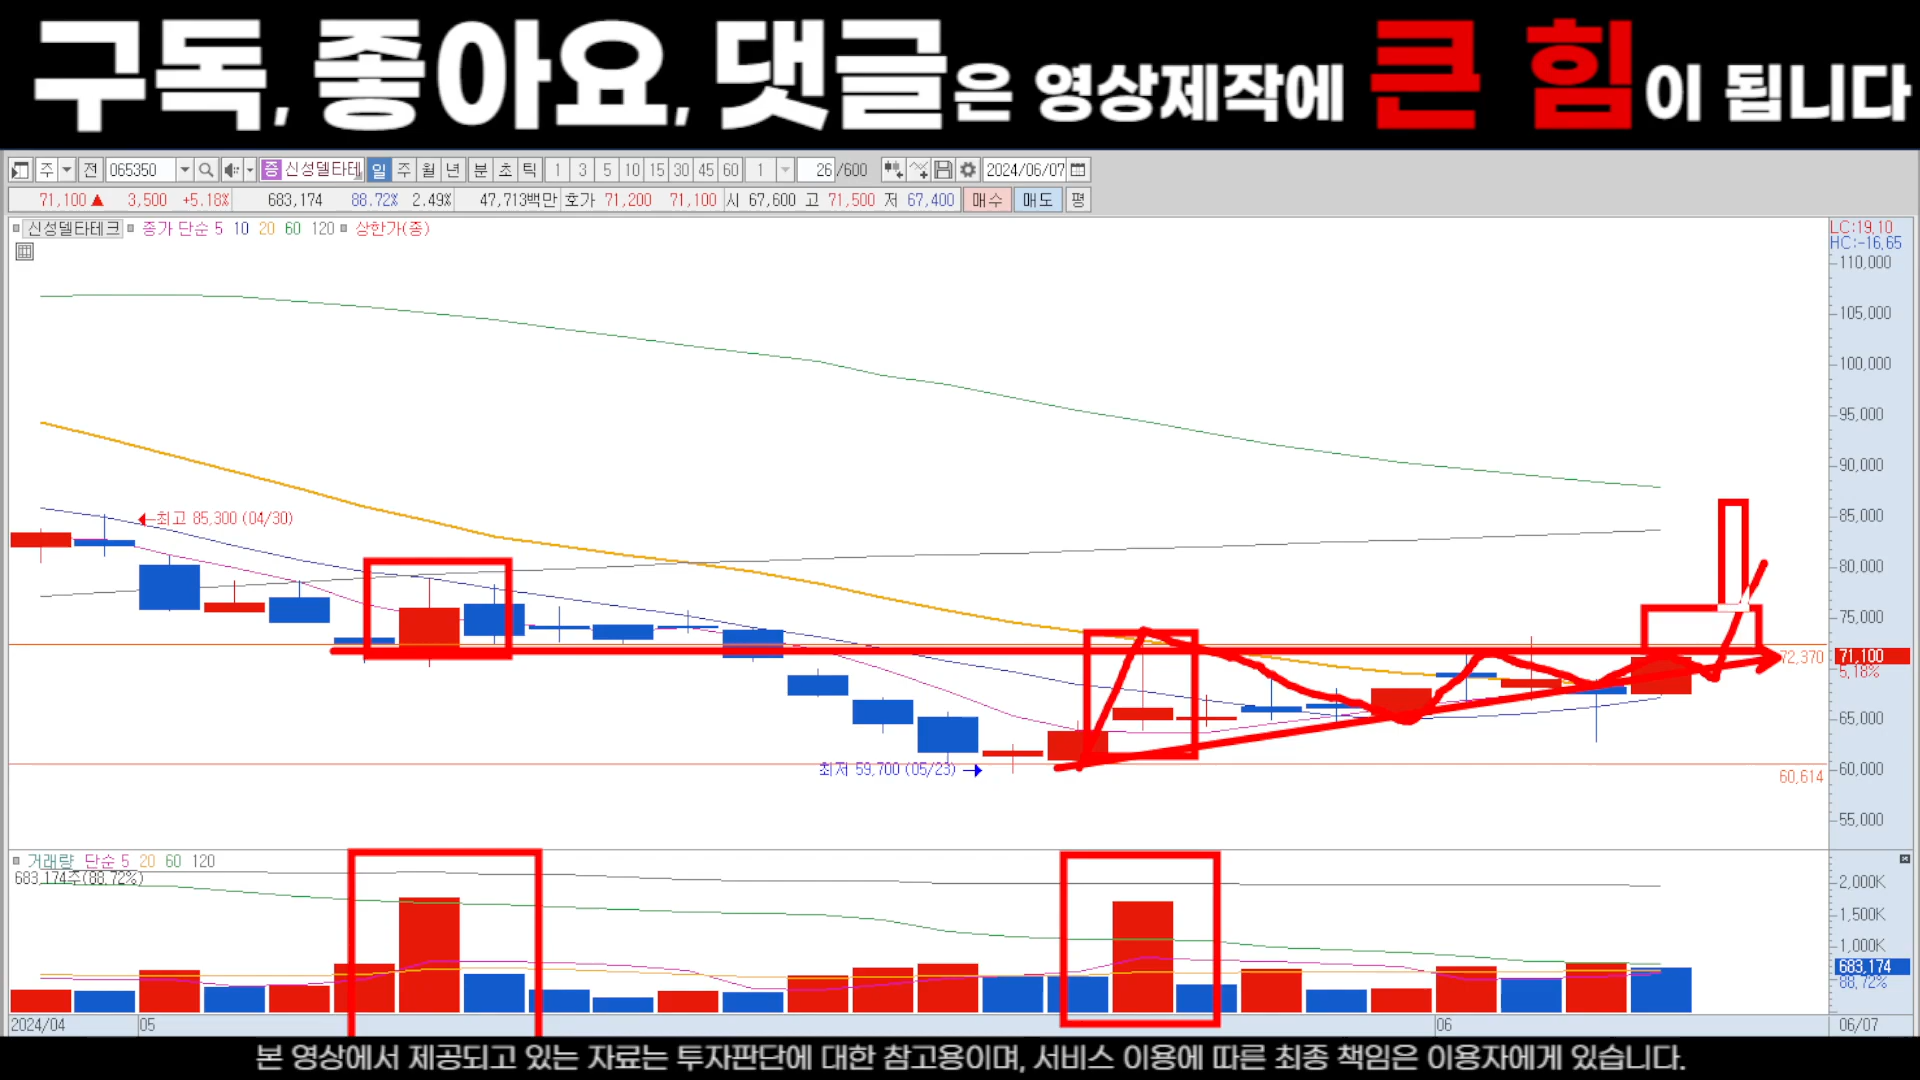 구독, 좋아요, 댓글은 영상제작에 큰 힘이 됩니다
주 전 065350 증 신성델타테 일 주 월 년 분 초 틱 1 3 5 10 15 30 45 60 1 26 /600 2024/06/07
71,100 ▲ 3,500 +5.18% 683,174 88.72% 2.49% 47,713백만 호가 71,200 71,100 시 67,600 고 71,500 저 67,400 매수 매도 평
신성델타테크 종가 단순 5 10 20 60 120 상한가(종)
LC:19.10
HC:-16.65
110,000
105,000
100,000
95,000
90,000
85,000
최고 85,300 (04/30)
80,000
75,000
72,370
71,100
5.18%
65,000
최저 59,700 (05/23)
60,000
60,614
55,000
거래량 단순 5 20 60 120
683,174주(88.72%)
2,000K
1,500K
1,000K
683,174
88.72%
2024/04 05 06 06/07
본 영상에서 제공되고 있는 자료는 투자판단에 대한 참고용이며, 서비스 이용에 따른 최종 책임은 이용자에게 있습니다.